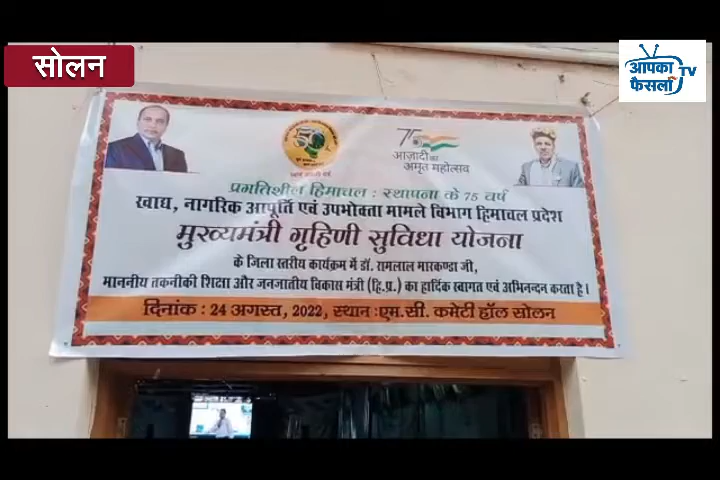 सोलन
आपका
फैसला TV
75
आज़ादी का
अमृत महोत्सव
प्रगतिशील हिमाचल : स्थापना के 75 वर्ष
खाद्य, नागरिक आपूर्ति एवं उपभोक्ता मामले विभाग हिमाचल प्रदेश
मुख्यमंत्री गृहिणी सुविधा योजना
के जिला स्तरीय कार्यक्रम में डॉ. रामलाल मारकण्डा जी,
माननीय तकनीकी शिक्षा और जनजातीय विकास मंत्री (हि.प्र.) का हार्दिक स्वागत एवं अभिनन्दन करता है।
दिनांक : 24 अगस्त, 2022, स्थान :एम.सी. कमेटी हॉल सोलन